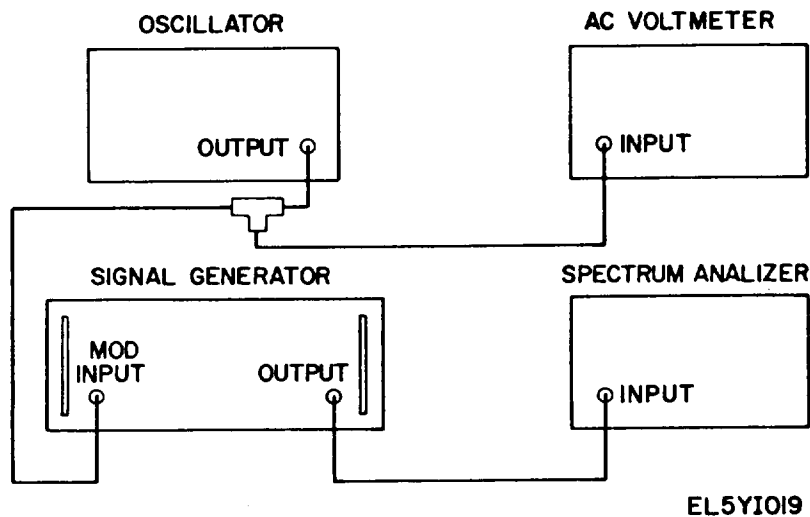 OSCILLATOR
AC VOLTMETER
OUTPUT
INPUT
SIGNAL GENERATOR
SPECTRUM ANALIZER
MOD
INPUT
OUTPUT
INPUT
EL5YI019